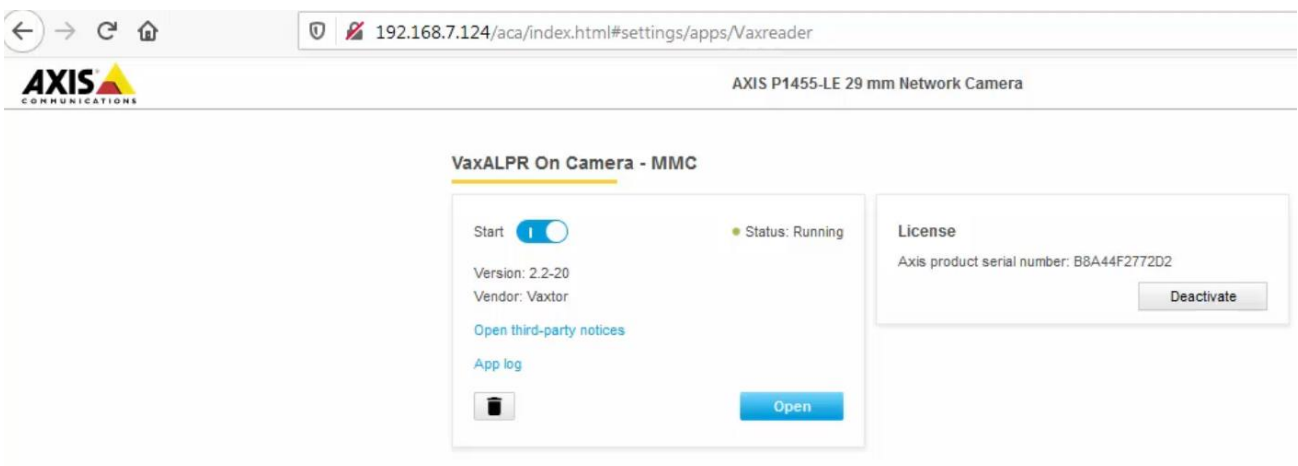 192.168.7.124/aca/index.html#settings/apps/Vaxreader
AXIS
COMMUNICATIONS
AXIS P1455-LE 29 mm Network Camera
VaxALPR On Camera - MMC
Start
Status: Running
Version: 2.2-20
Vendor: Vaxtor
Open third-party notices
App log
Open
License
Axis product serial number: B8A44F2772D2
Deactivate